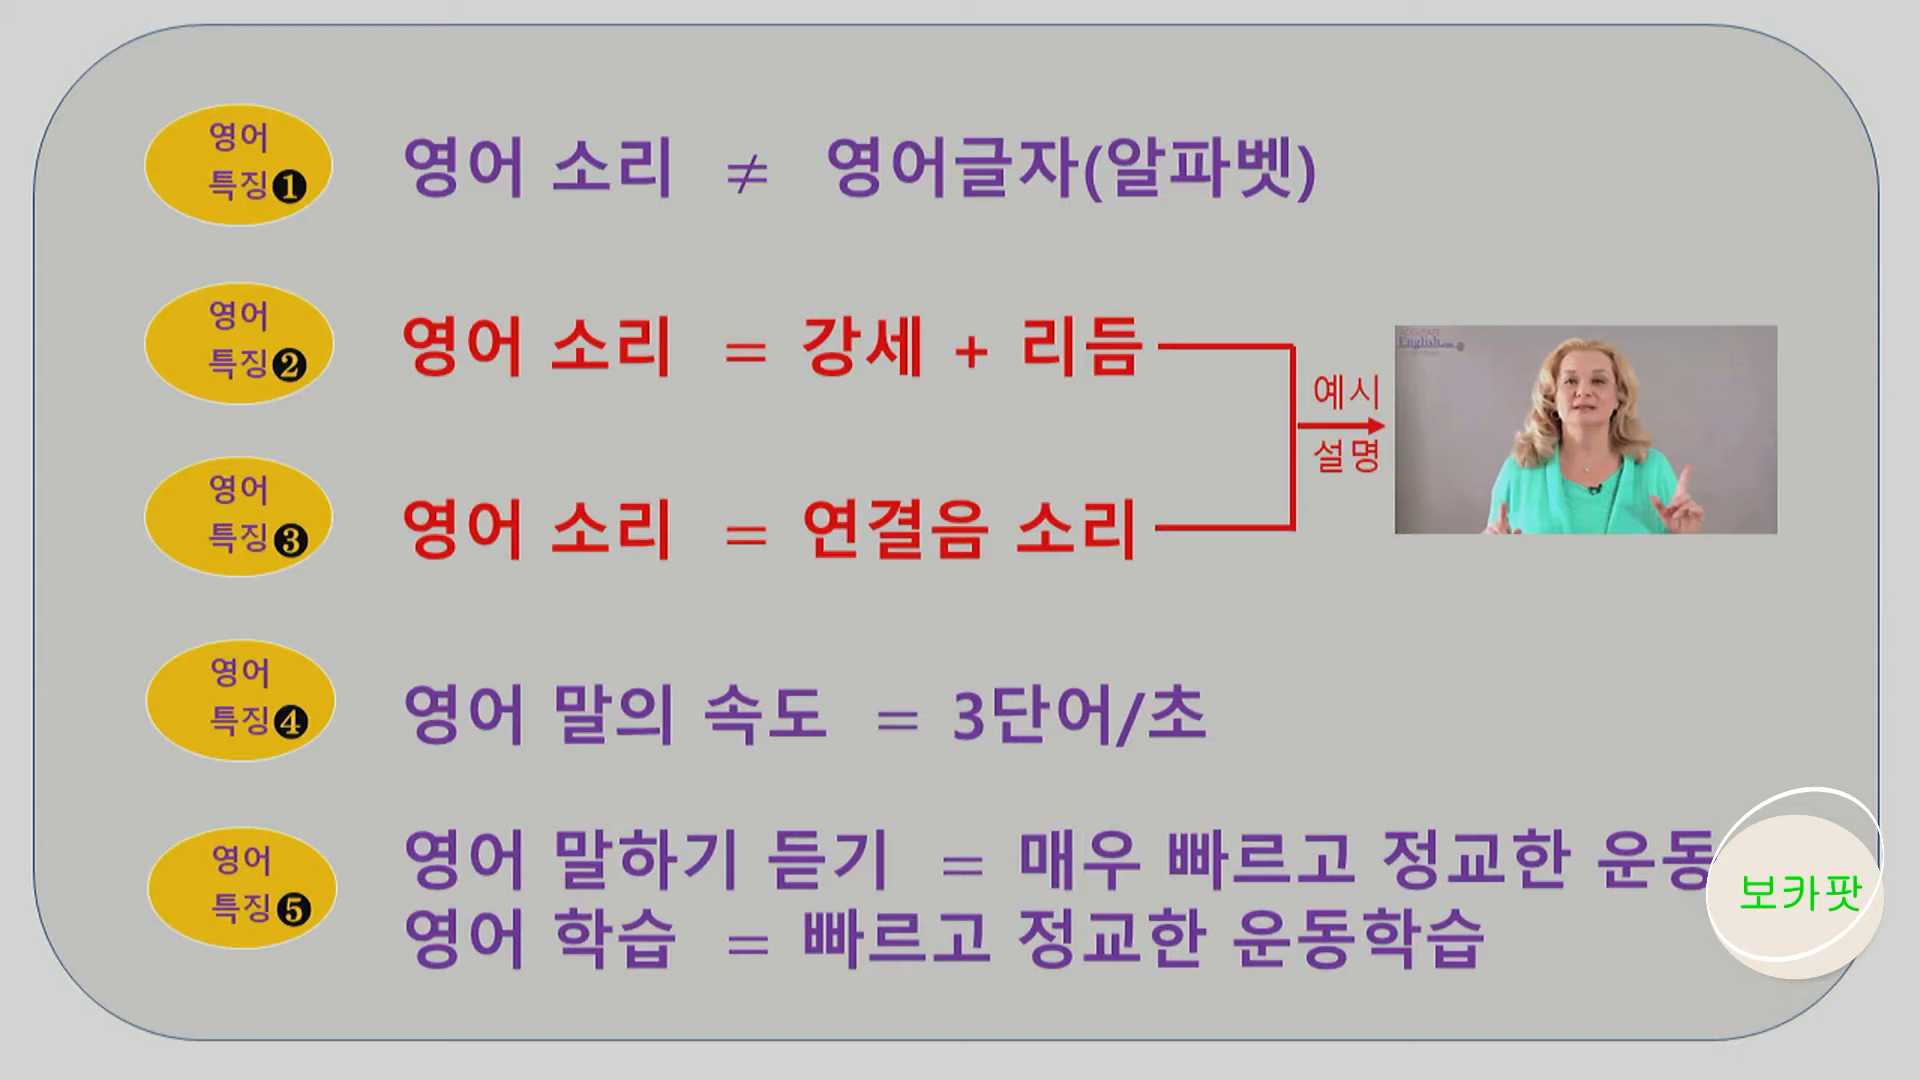 영어
특징❶
영어 소리 ≠ 영어글자(알파벳)
영어
특징❷
영어 소리 = 강세 + 리듬
영어
특징❸
영어 소리 = 연결음 소리
예시
설명
English
영어
특징❹
영어 말의 속도 = 3단어/초
영어
특징❺
영어 말하기 듣기 = 매우 빠르고 정교한 운동
영어 학습 = 빠르고 정교한 운동학습
보카팟